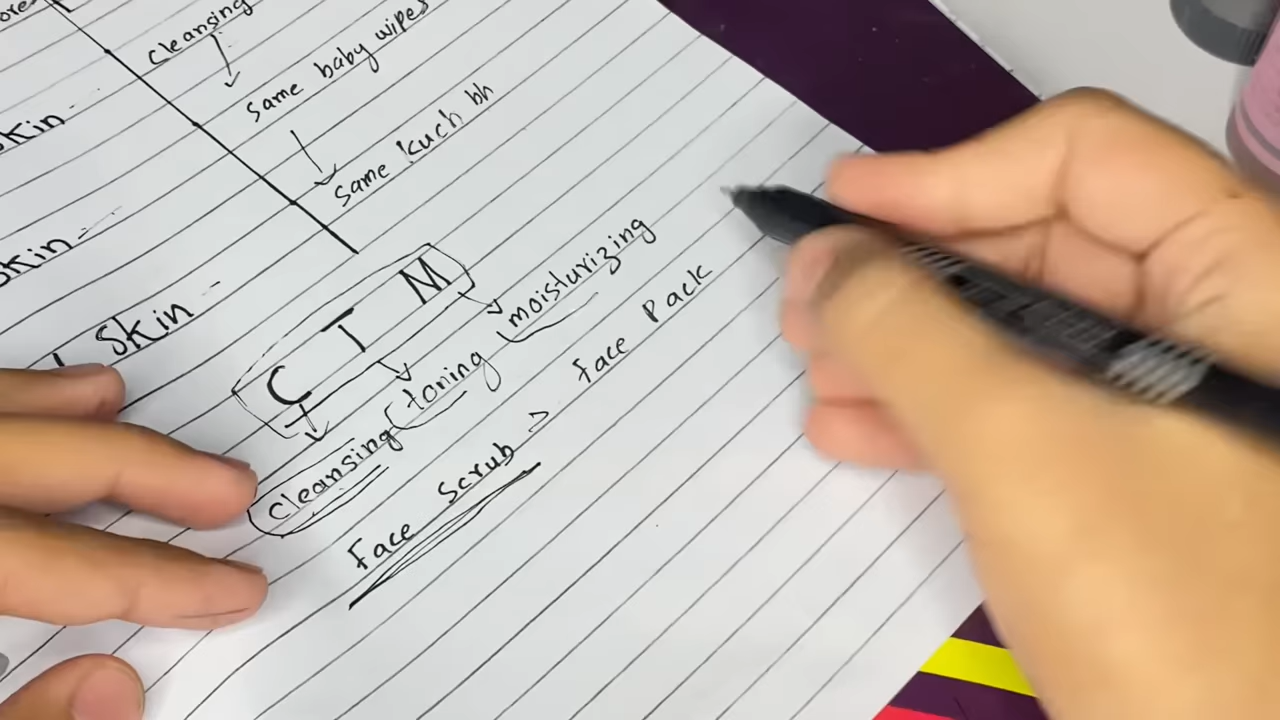 Cleansing
same baby wipes
same kuch bh
Skin -
Skin -
Skin -
C T M
cleansing toning moisturizing
Face Scrub > Face Pack